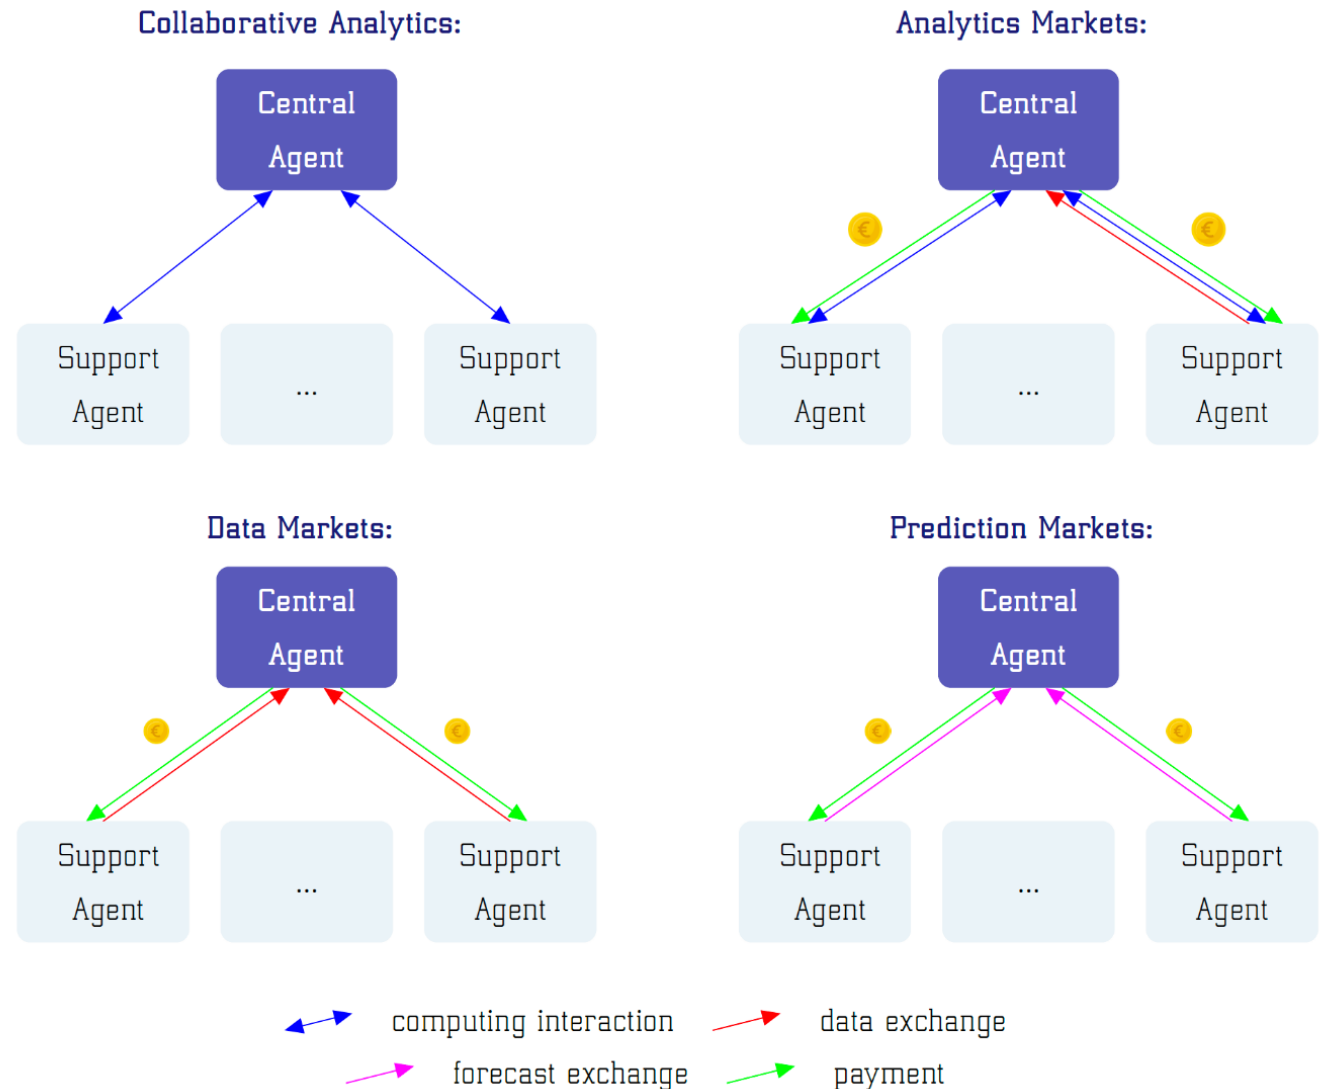 Collaborative Analytics:
Central
Agent
Support
Agent
...
Support
Agent
Analytics Markets:
Central
Agent
€
€
Support
Agent
...
Support
Agent
Data Markets:
Central
Agent
€
€
Support
Agent
...
Support
Agent
Prediction Markets:
Central
Agent
€
€
Support
Agent
...
Support
Agent
computing interaction
data exchange
forecast exchange
payment